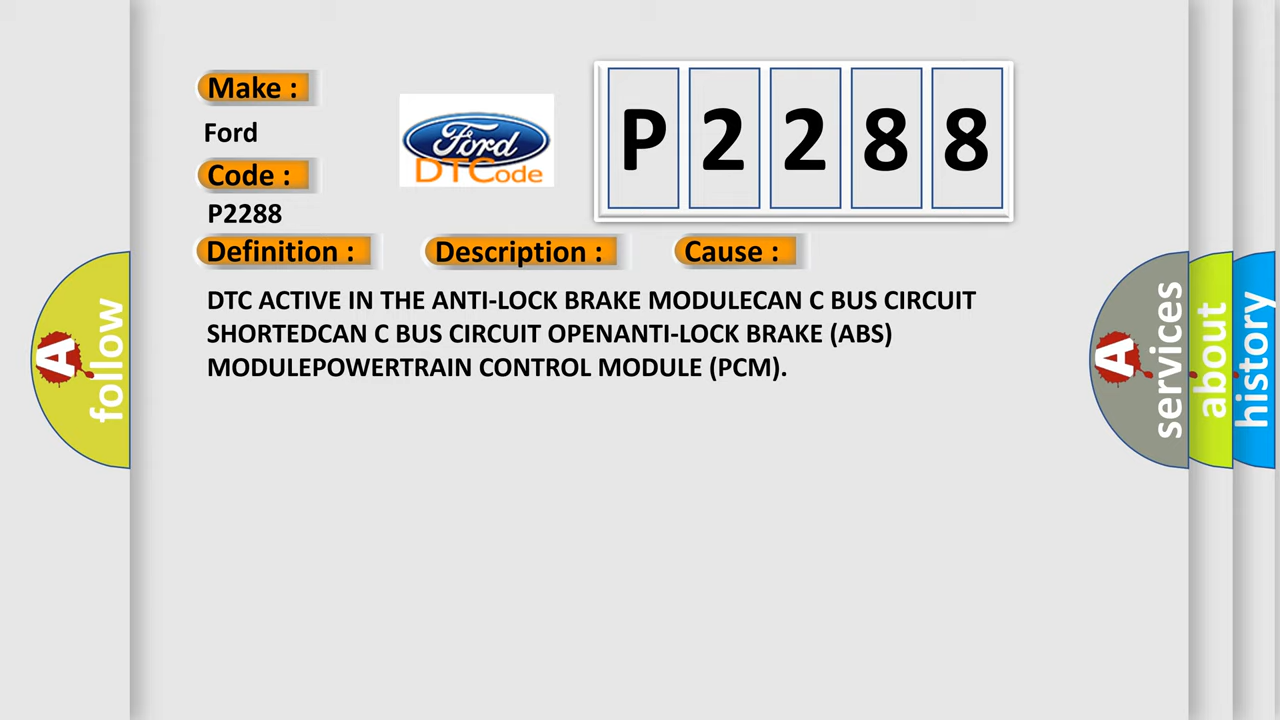 Make :
Ford
Code :
P2288
Ford
DTCode
P 2 2 8 8
Definition :
Description :
Cause :
DTC ACTIVE IN THE ANTI-LOCK BRAKE MODULECAN C BUS CIRCUIT
SHORTEDCAN C BUS CIRCUIT OPENANTI-LOCK BRAKE (ABS)
MODULEPOWERTRAIN CONTROL MODULE (PCM).
A
follow
A
services
about
history